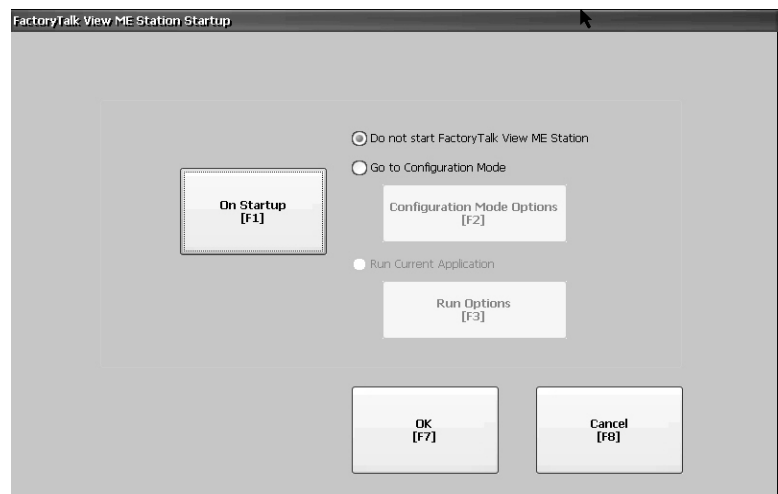 FactoryTalk View ME Station Startup
Do not start FactoryTalk View ME Station
Go to Configuration Mode
On Startup
[F1]
Configuration Mode Options
[F2]
Run Current Application
Run Options
[F3]
OK
[F7]
Cancel
[F8]